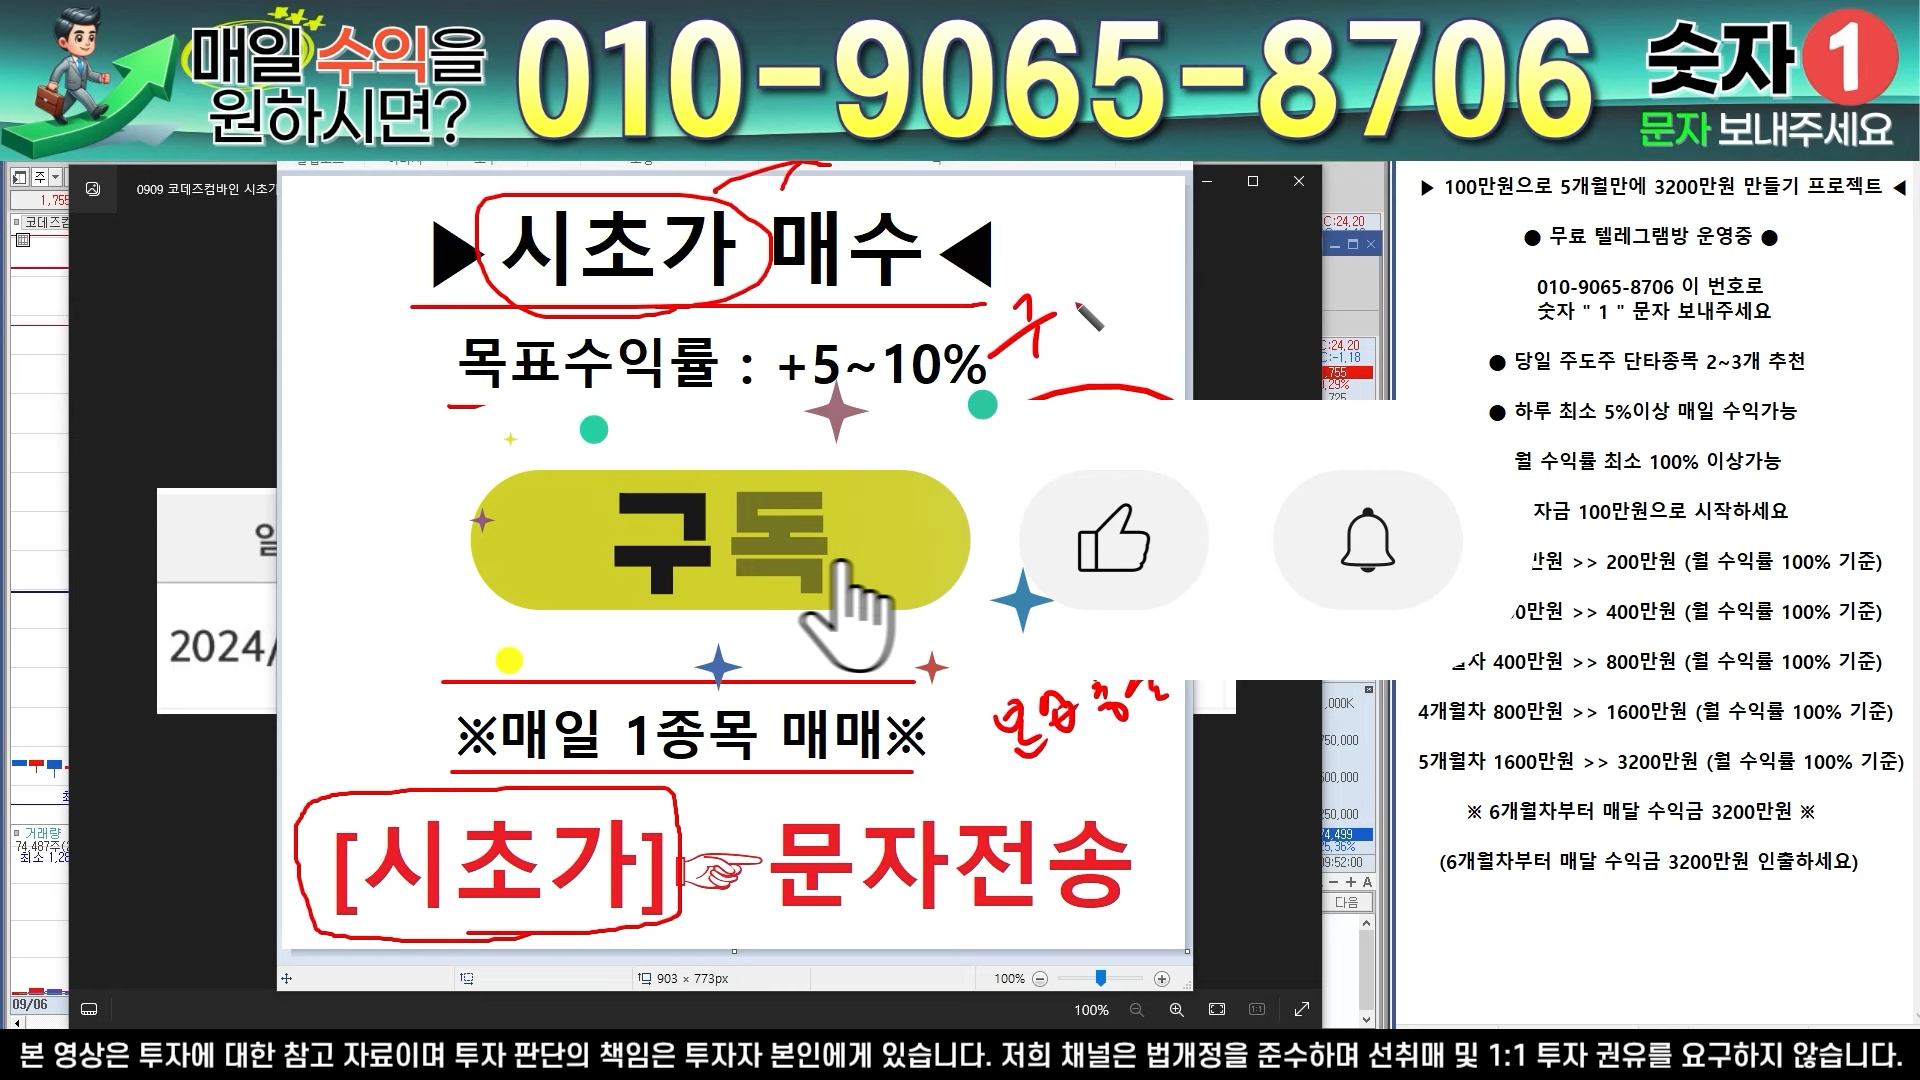 매일 수익을
원하시면?
010-9065-8706
숫자 1
문자 보내주세요
0909 코데즈컴바인 시초가
▶시초가 매수◀
목표수익률 : +5~10%
구독
※매일 1종목 매매※
[시초가]☞문자전송
2024/
거래량
09/06
903 × 773px
100%
100%
다음
09:52:00
▶ 100만원으로 5개월만에 3200만원 만들기 프로젝트 ◀
● 무료 텔레그램방 운영중 ●
010-9065-8706 이 번호로
숫자 " 1 " 문자 보내주세요
● 당일 주도주 단타종목 2~3개 추천
● 하루 최소 5%이상 매일 수익가능
월 수익률 최소 100% 이상가능
자금 100만원으로 시작하세요
만원 >> 200만원 (월 수익률 100% 기준)
0만원 >> 400만원 (월 수익률 100% 기준)
차 400만원 >> 800만원 (월 수익률 100% 기준)
4개월차 800만원 >> 1600만원 (월 수익률 100% 기준)
5개월차 1600만원 >> 3200만원 (월 수익률 100% 기준)
※ 6개월차부터 매달 수익금 3200만원 ※
(6개월차부터 매달 수익금 3200만원 인출하세요)
본 영상은 투자에 대한 참고 자료이며 투자 판단의 책임은 투자자 본인에게 있습니다. 저희 채널은 법개정을 준수하며 선취매 및 1:1 투자 권유를 요구하지 않습니다.